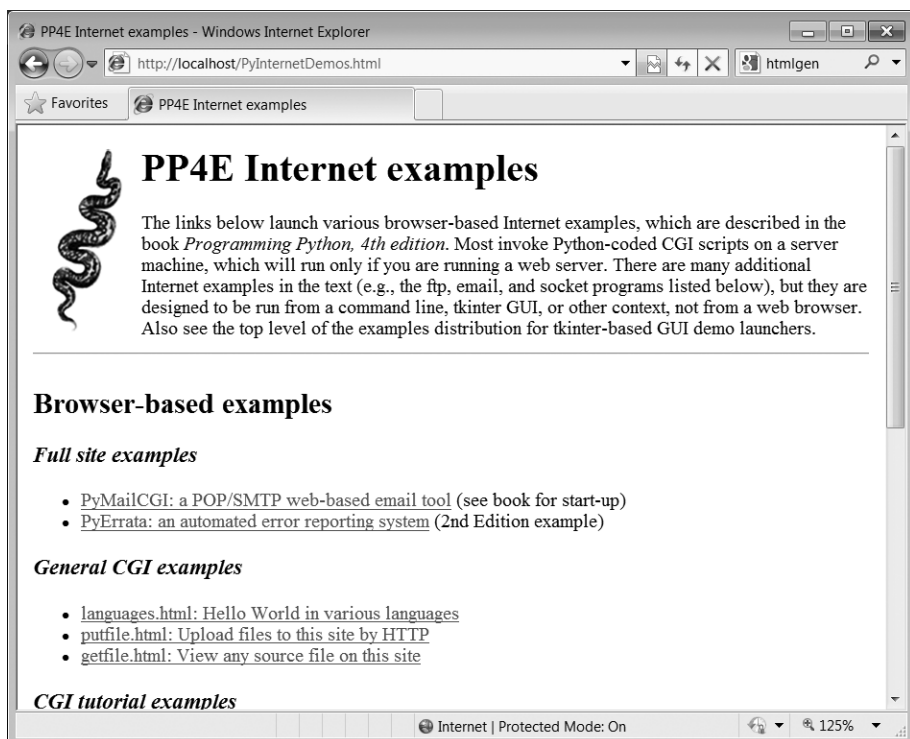 PP4E Internet examples - Windows Internet Explorer
http://localhost/PyInternetDemos.html
htmlgen
Favorites
PP4E Internet examples
PP4E Internet examples
The links below launch various browser-based Internet examples, which are described in the
book Programming Python, 4th edition. Most invoke Python-coded CGI scripts on a server
machine, which will run only if you are running a web server. There are many additional
Internet examples in the text (e.g., the ftp, email, and socket programs listed below), but they are
designed to be run from a command line, tkinter GUI, or other context, not from a web browser.
Also see the top level of the examples distribution for tkinter-based GUI demo launchers.
Browser-based examples
Full site examples
• PyMailCGI: a POP/SMTP web-based email tool (see book for start-up)
• PyErrata: an automated error reporting system (2nd Edition example)
General CGI examples
• languages.html: Hello World in various languages
• putfile.html: Upload files to this site by HTTP
• getfile.html: View any source file on this site
CGI tutorial examples
Internet | Protected Mode: On
125%